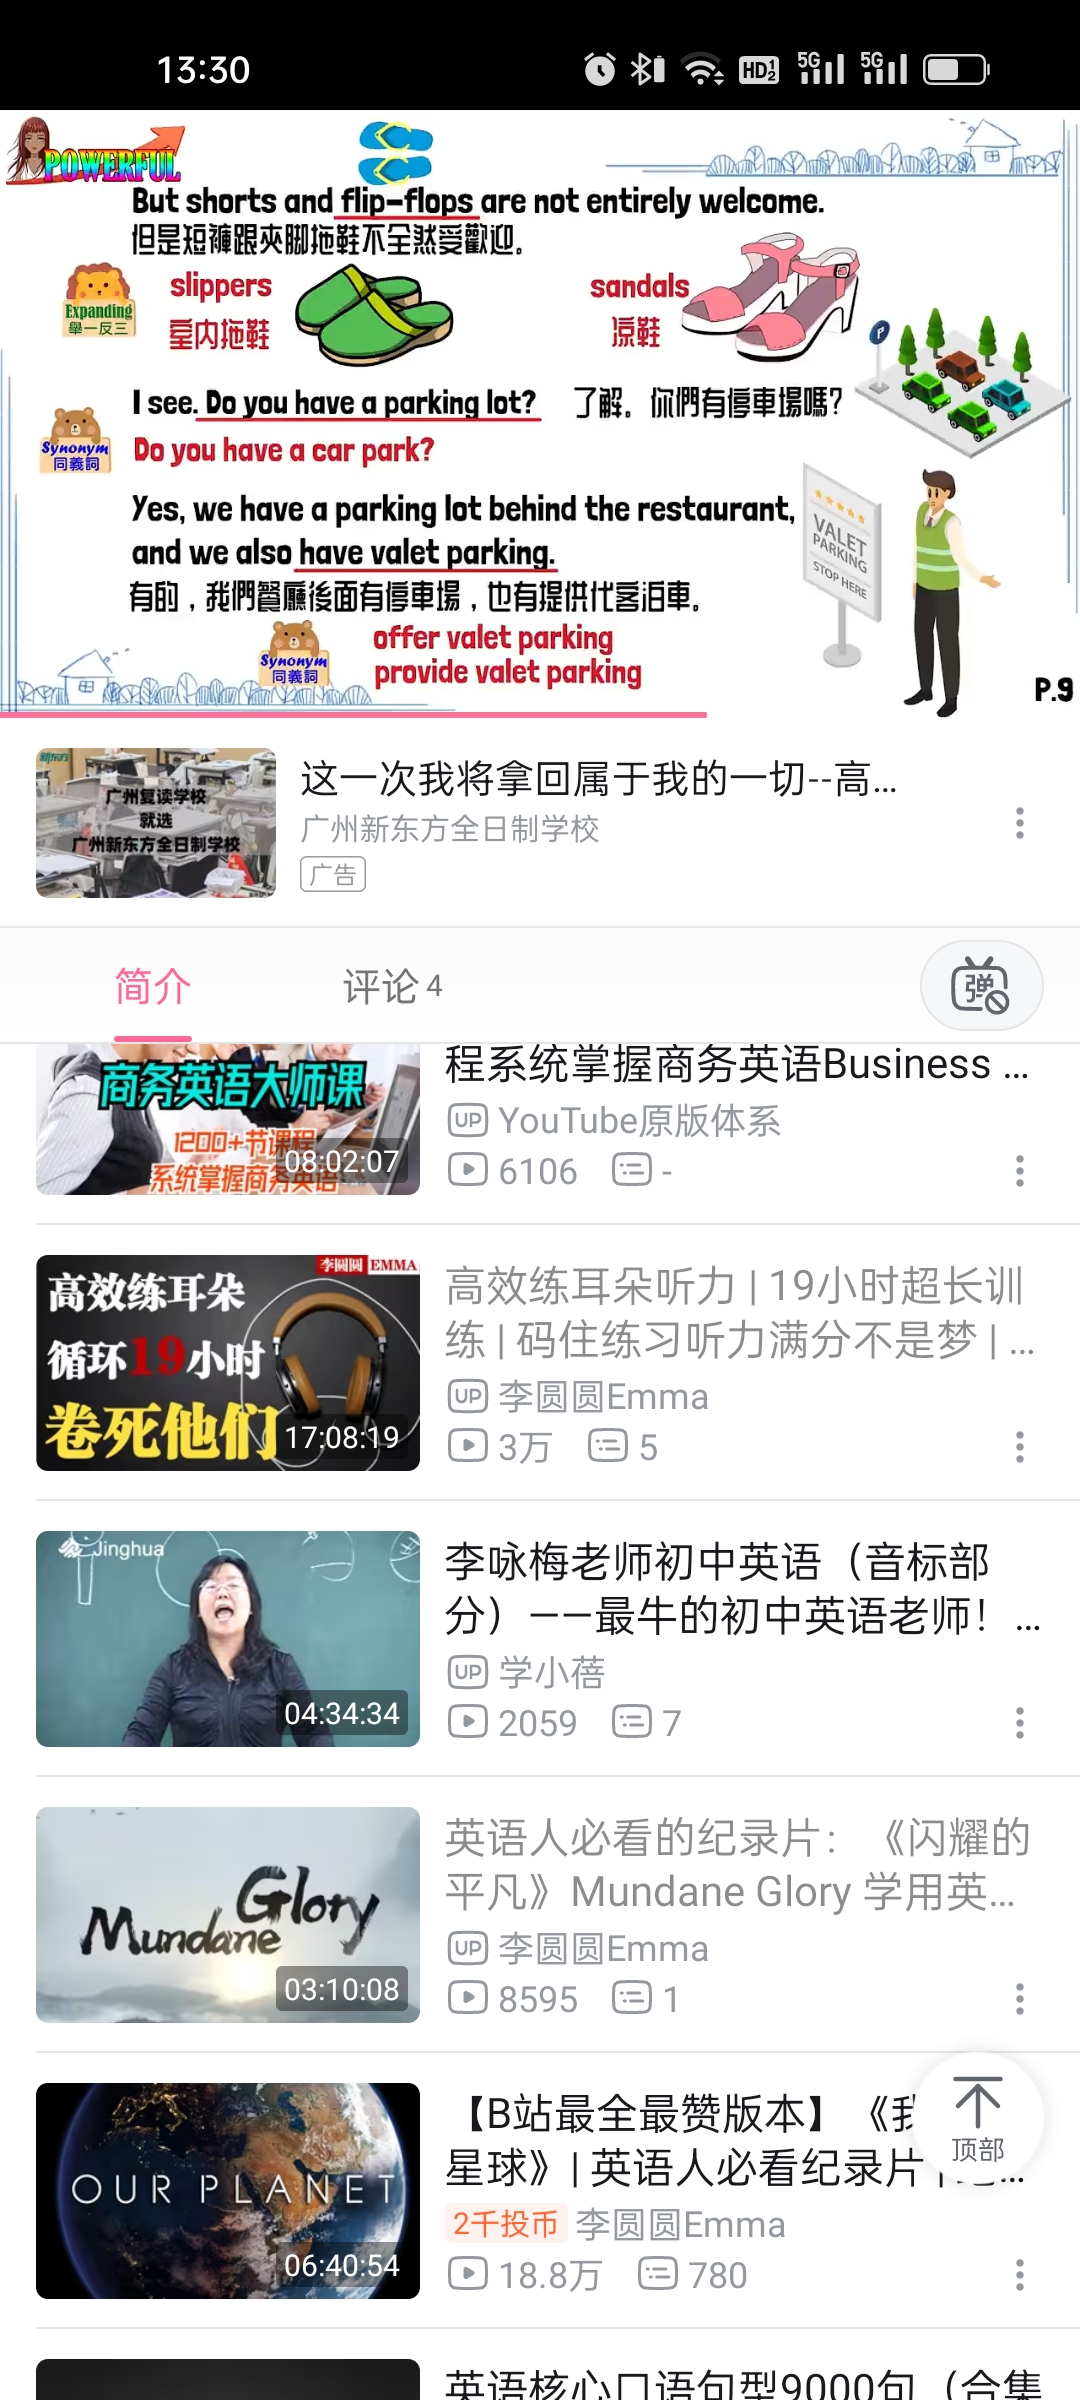 13:30
HD 1 2 5G 5G
POWERFUL
But shorts and flip-flops are not entirely welcome.
但是短褲跟夾腳拖鞋不全然受歡迎。
Expanding
舉一反三
slippers
室內拖鞋
sandals
涼鞋
P
I see. Do you have a parking lot? 了解。你們有停車場嗎?
Synonym
同義詞
Do you have a car park?
Yes, we have a parking lot behind the restaurant,
and we also have valet parking.
有的，我們餐廳後面有停車場，也有提供代客泊車。
VALET
PARKING
STOP HERE
Synonym
同義詞
offer valet parking
provide valet parking
P.9
新东方
广州复读学校
就选
广州新东方全日制学校
这一次我将拿回属于我的一切--高...
广州新东方全日制学校
广告
简介
评论 4
弹
商务英语大师课
1200+节课程
系统掌握商务英语
08:02:07
程系统掌握商务英语Business ...
UP YouTube原版体系
6106 -
李圆圆 EMMA
高效练耳朵
循环19小时
卷死他们
17:08:19
高效练耳朵听力 | 19小时超长训
练 | 码住练习听力满分不是梦 | ...
UP 李圆圆Emma
3万 5
Jinghua
04:34:34
李咏梅老师初中英语（音标部
分）——最牛的初中英语老师！...
UP 学小蓓
2059 7
Mundane Glory
03:10:08
英语人必看的纪录片：《闪耀的
平凡》Mundane Glory 学用英...
UP 李圆圆Emma
8595 1
OUR PLANET
06:40:54
【B站最全最赞版本】《我
星球》| 英语人必看纪录片 | ...
2千投币 李圆圆Emma
18.8万 780
顶部
英语核心口语句型9000句（合集